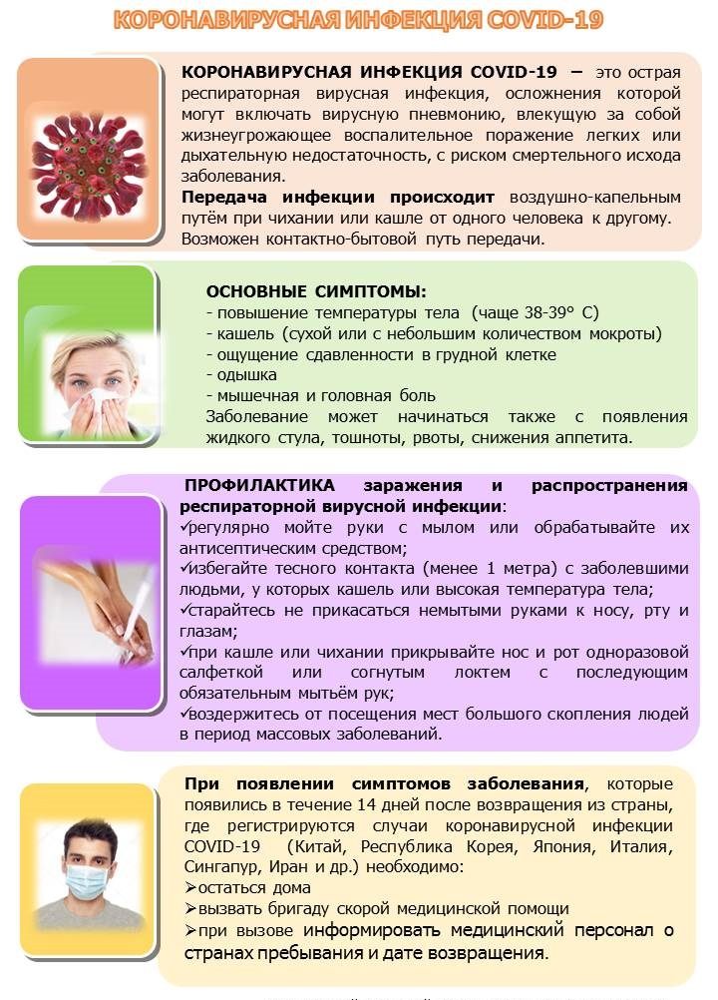 КОРОНАВИРУСНАЯ ИНФЕКЦИЯ COVID-19
КОРОНАВИРУСНАЯ ИНФЕКЦИЯ COVID-19 – это острая
респираторная вирусная инфекция, осложнения которой
могут включать вирусную пневмонию, влекущую за собой
жизнеугрожающее воспалительное поражение легких или
дыхательную недостаточность, с риском смертельного исхода
заболевания.
Передача инфекции происходит воздушно-капельным
путём при чихании или кашле от одного человека к другому.
Возможен контактно-бытовой путь передачи.
ОСНОВНЫЕ СИМПТОМЫ:
- повышение температуры тела (чаще 38-39° С)
- кашель (сухой или с небольшим количеством мокроты)
- ощущение сдавленности в грудной клетке
- одышка
- мышечная и головная боль
Заболевание может начинаться также с появления
жидкого стула, тошноты, рвоты, снижения аппетита.
ПРОФИЛАКТИКА заражения и распространения
респираторной вирусной инфекции:
✓регулярно мойте руки с мылом или обрабатывайте их
антисептическим средством;
✓избегайте тесного контакта (менее 1 метра) с заболевшими
людьми, у которых кашель или высокая температура тела;
✓старайтесь не прикасаться немытыми руками к носу, рту и
глазам;
✓при кашле или чихании прикрывайте нос и рот одноразовой
салфеткой или согнутым локтем с последующим
обязательным мытьём рук;
✓воздержитесь от посещения мест большого скопления людей
в период массовых заболеваний.
При появлении симптомов заболевания, которые
появились в течение 14 дней после возвращения из страны,
где регистрируются случаи коронавирусной инфекции
COVID-19 (Китай, Республика Корея, Япония, Италия,
Сингапур, Иран и др.) необходимо:
➢остаться дома
➢вызвать бригаду скорой медицинской помощи
➢при вызове информировать медицинский персонал о
странах пребывания и дате возвращения.